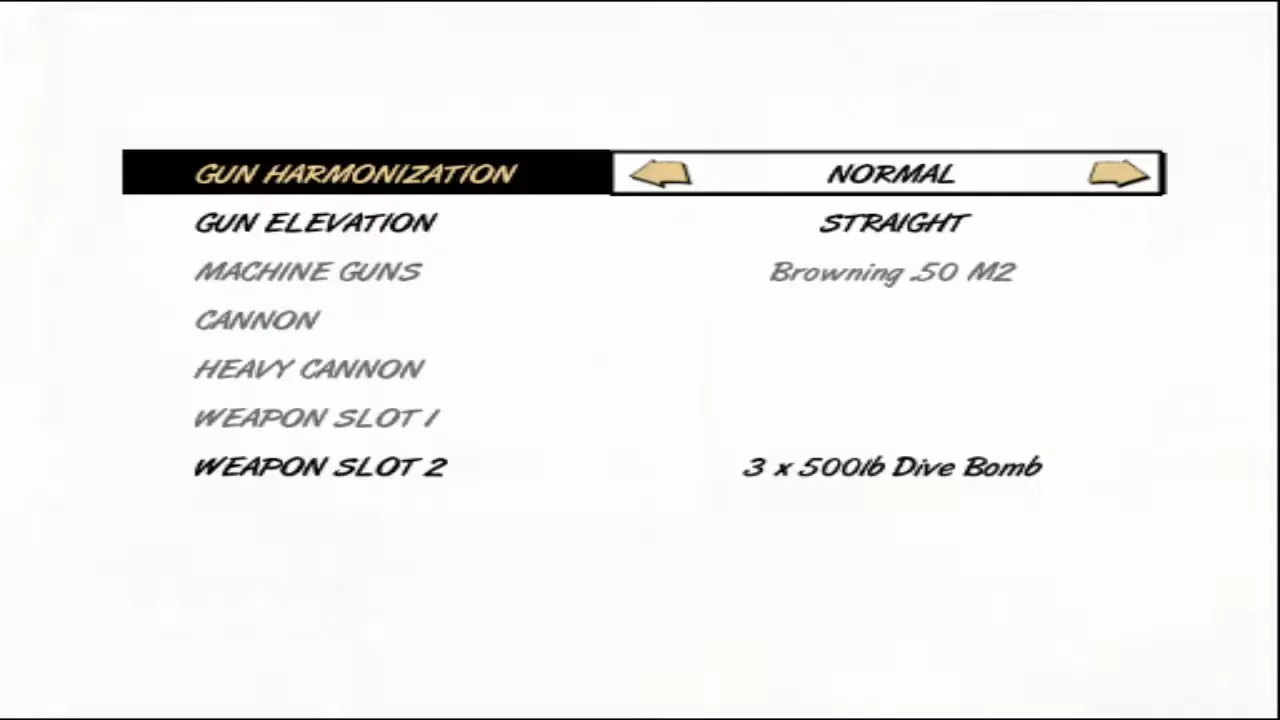 GUN HARMONIZATION NORMAL
GUN ELEVATION STRAIGHT
MACHINE GUNS Browning .50 M2
CANNON
HEAVY CANNON
WEAPON SLOT 1
WEAPON SLOT 2 3 x 500lb Dive Bomb